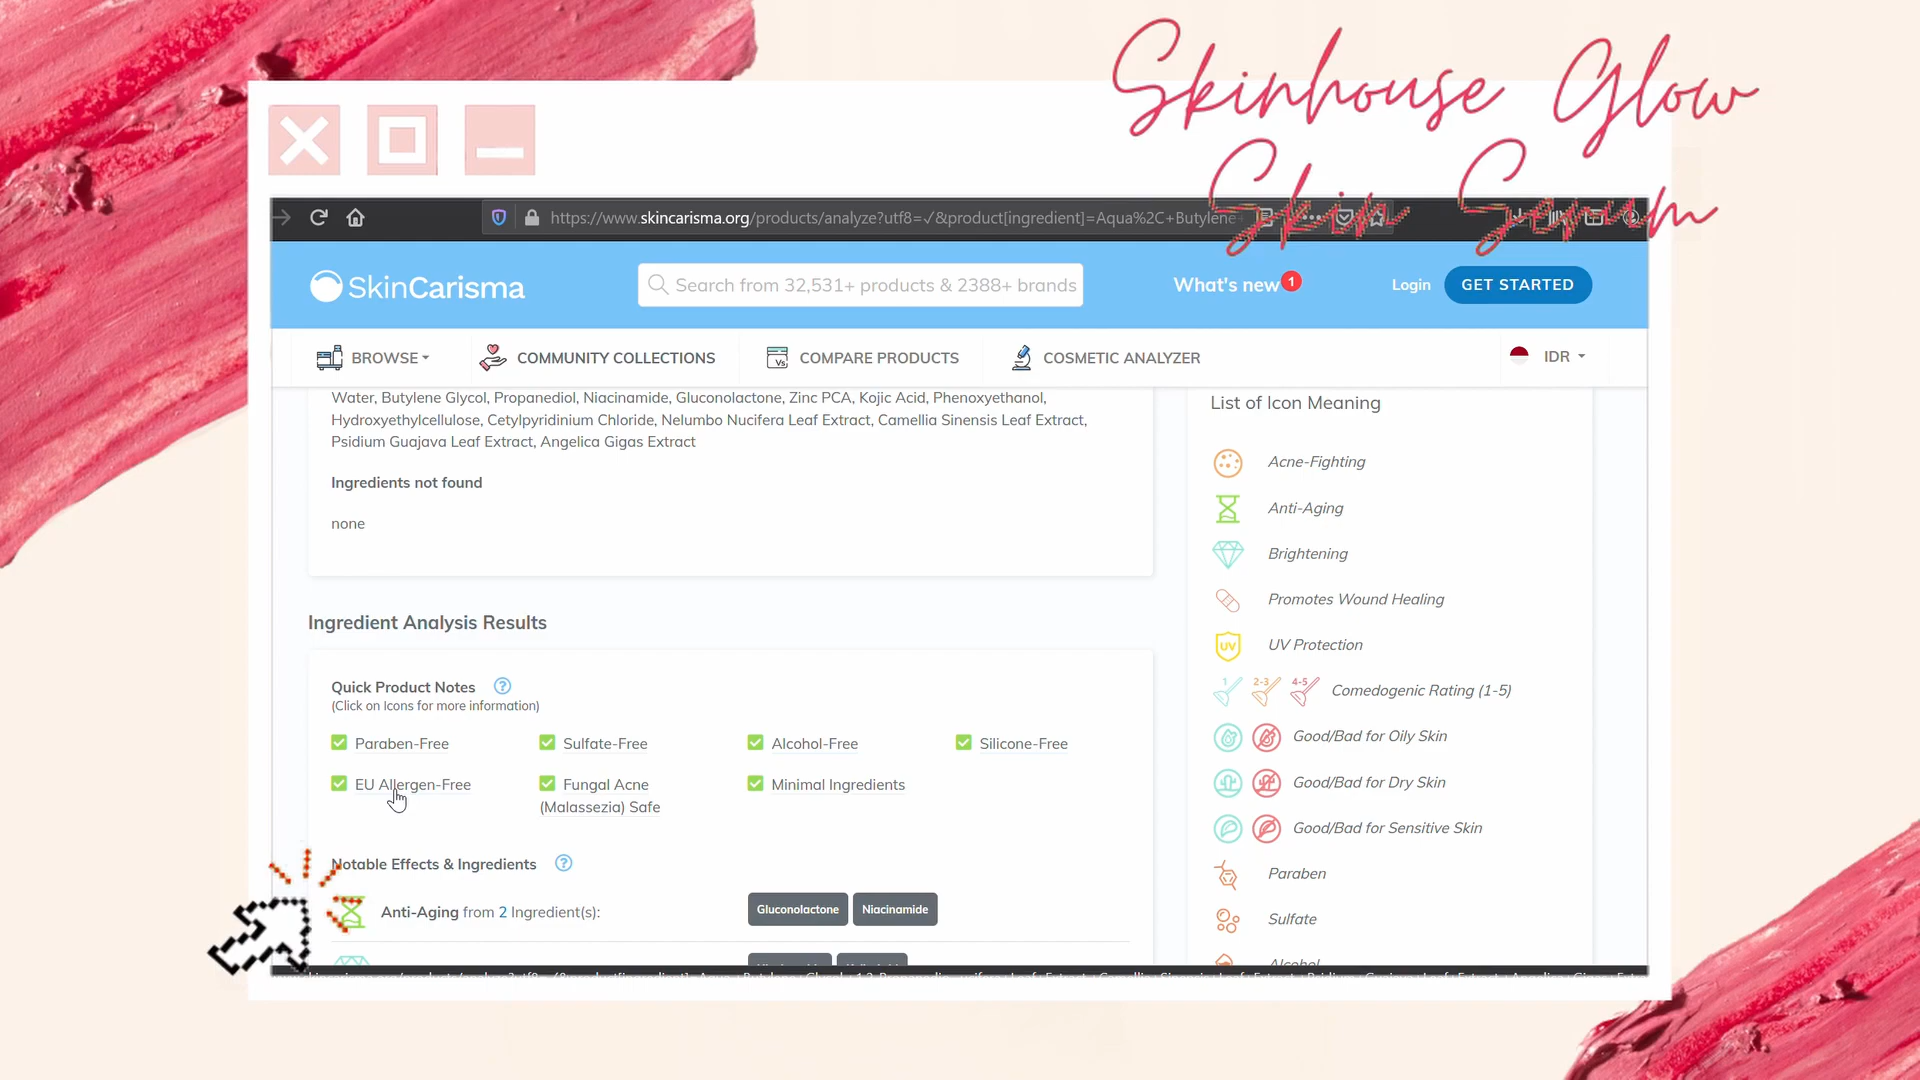 Skinhouse Glow
Skin Serum
https://www.skincarisma.org/products/analyze?utf8=✓&product[ingredient]=Aqua%2C+Butylene
SkinCarisma
Search from 32,531+ products & 2388+ brands
What's new 1
Login
GET STARTED
BROWSE
COMMUNITY COLLECTIONS
Vs
COMPARE PRODUCTS
COSMETIC ANALYZER
IDR
Water, Butylene Glycol, Propanediol, Niacinamide, Gluconolactone, Zinc PCA, Kojic Acid, Phenoxyethanol,
Hydroxyethylcellulose, Cetylpyridinium Chloride, Nelumbo Nucifera Leaf Extract, Camellia Sinensis Leaf Extract,
Psidium Guajava Leaf Extract, Angelica Gigas Extract
Ingredients not found
none
Ingredient Analysis Results
Quick Product Notes ?
(Click on Icons for more information)
Paraben-Free
Sulfate-Free
Alcohol-Free
Silicone-Free
EU Allergen-Free
Fungal Acne
(Malassezia) Safe
Minimal Ingredients
Notable Effects & Ingredients ?
Anti-Aging from 2 Ingredient(s):
Gluconolactone
Niacinamide
List of Icon Meaning
Acne-Fighting
Anti-Aging
Brightening
Promotes Wound Healing
UV
UV Protection
1 2-3 4-5 Comedogenic Rating (1-5)
Good/Bad for Oily Skin
Good/Bad for Dry Skin
Good/Bad for Sensitive Skin
Paraben
Sulfate
Alcohol